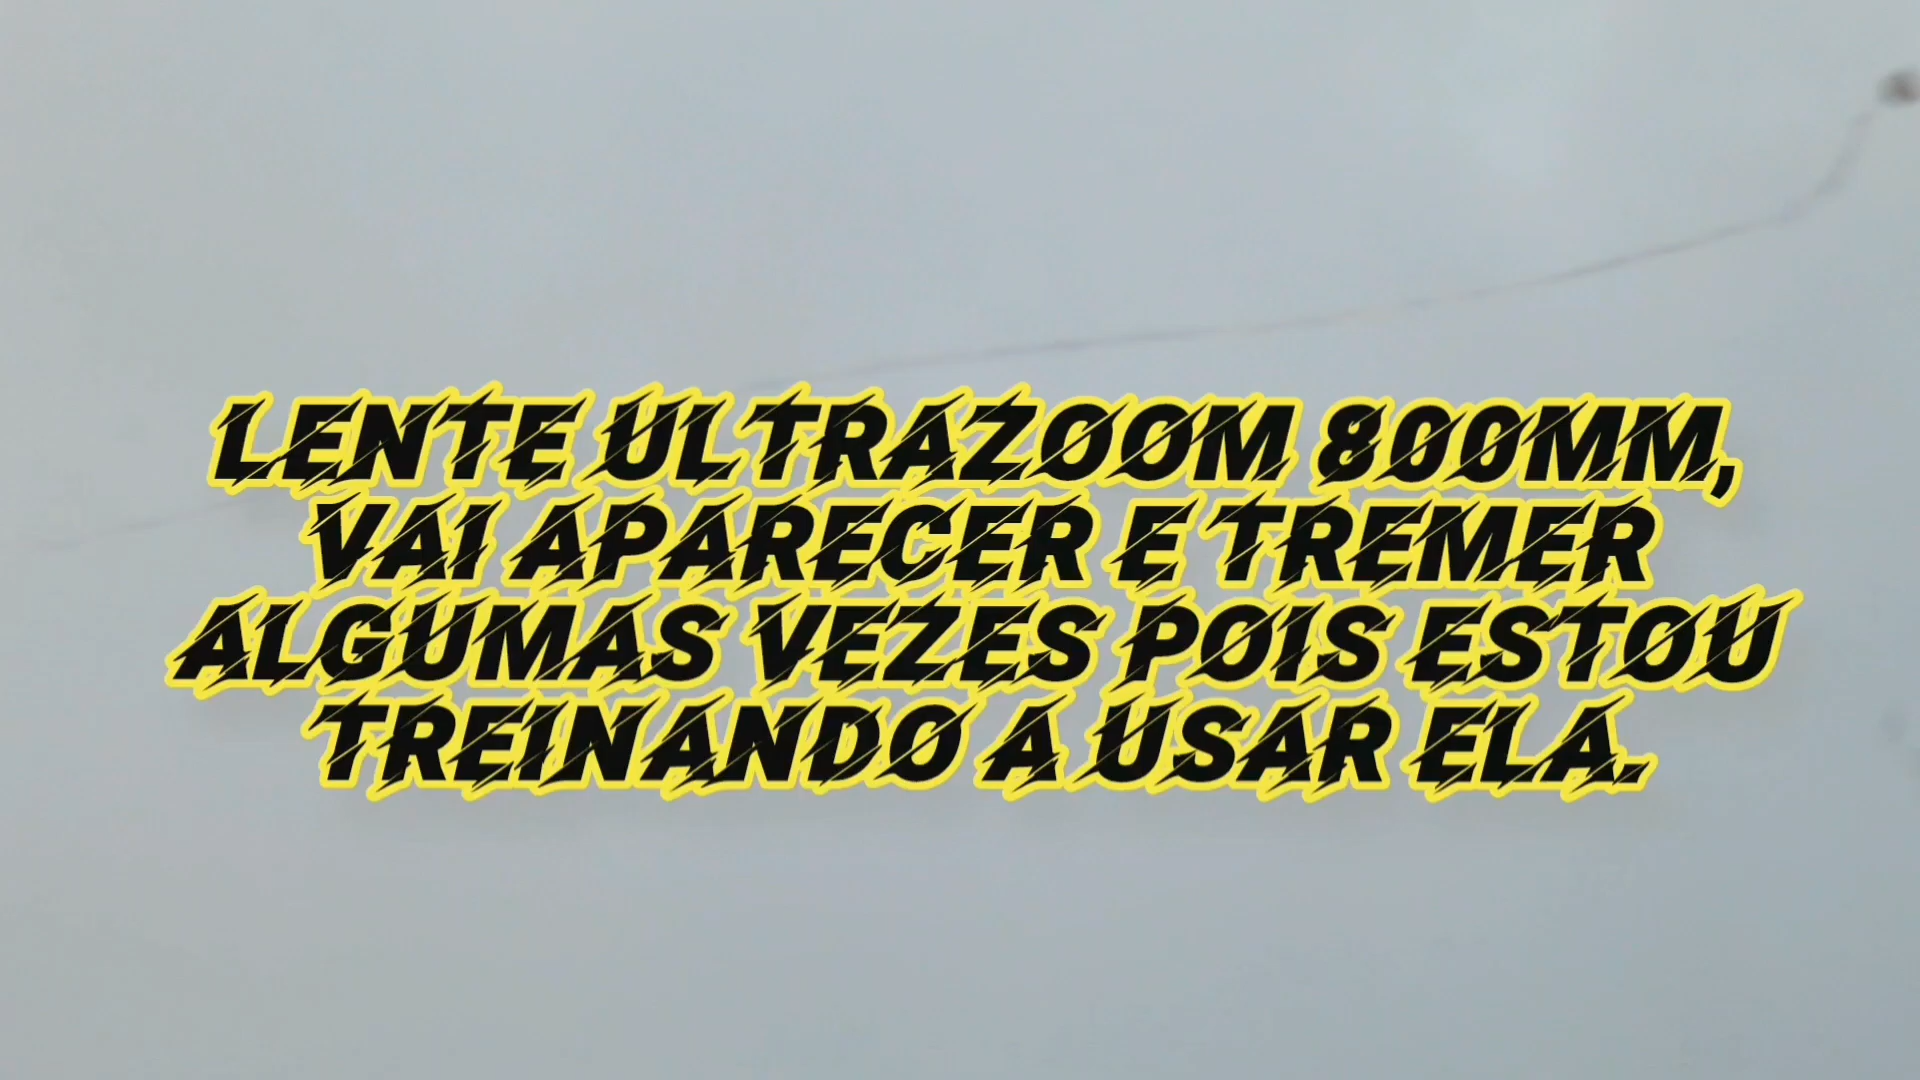 LENTE ULTRAZOOM 800MM,
VAI APARECER E TREMER
ALGUMAS VEZES POIS ESTOU
TREINANDO A USAR ELA.